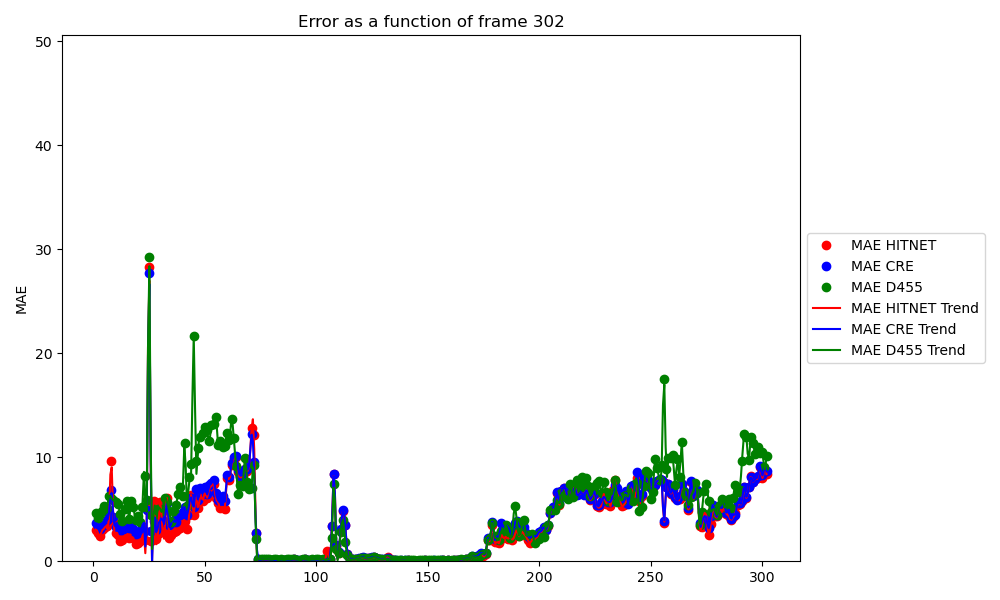 Error as a function of frame 302
50
40
30
20
10
0
MAE
0
50
100
150
200
250
300
MAE HITNET
MAE CRE
MAE D455
MAE HITNET Trend
MAE CRE Trend
MAE D455 Trend